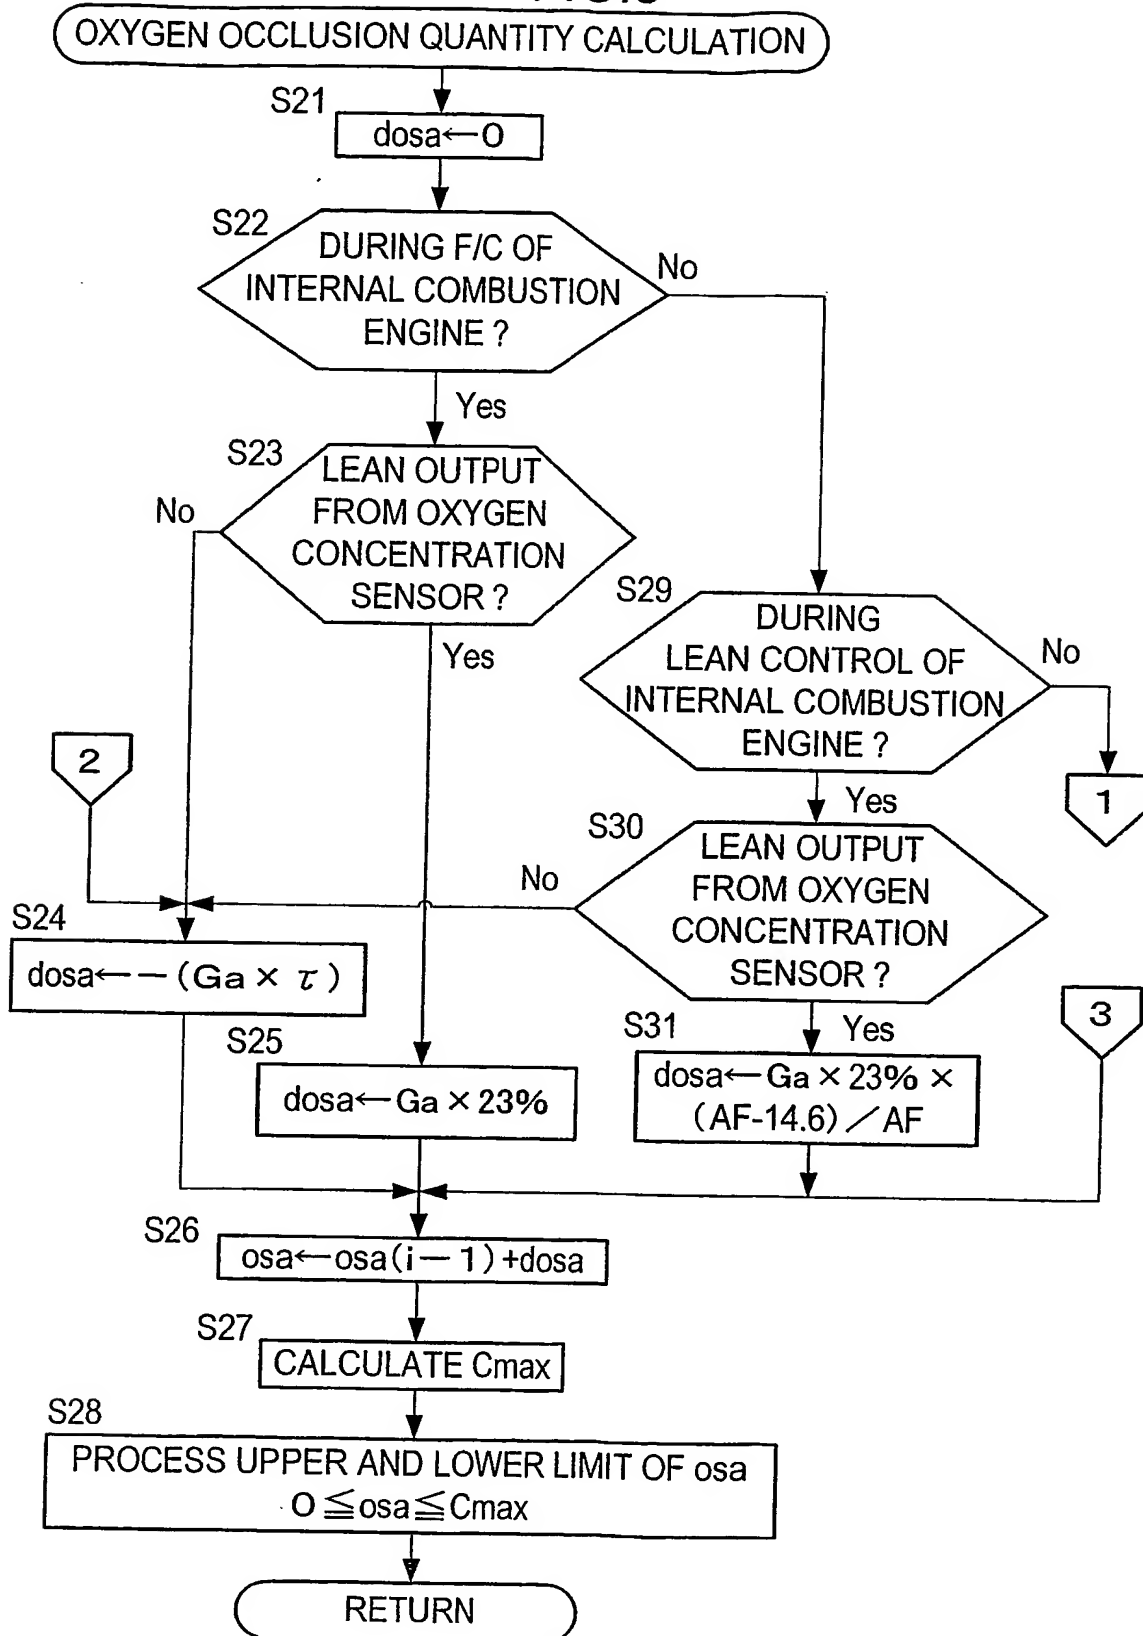 OXYGEN OCCLUSION QUANTITY CALCULATION
S21
dosa←0
S22
DURING F/C OF
INTERNAL COMBUSTION
ENGINE ?
No
Yes
S23
LEAN OUTPUT
FROM OXYGEN
CONCENTRATION
SENSOR ?
No
Yes
S29
DURING
LEAN CONTROL OF
INTERNAL COMBUSTION
ENGINE ?
No
Yes
2
1
S30
LEAN OUTPUT
FROM OXYGEN
CONCENTRATION
SENSOR ?
No
Yes
S24
dosa←−(Ga × τ)
3
S25
dosa←Ga × 23%
S31
dosa←Ga × 23% ×
(AF-14.6)／AF
S26
osa←osa(i−1)+dosa
S27
CALCULATE Cmax
S28
PROCESS UPPER AND LOWER LIMIT OF osa
0≦osa≦Cmax
RETURN